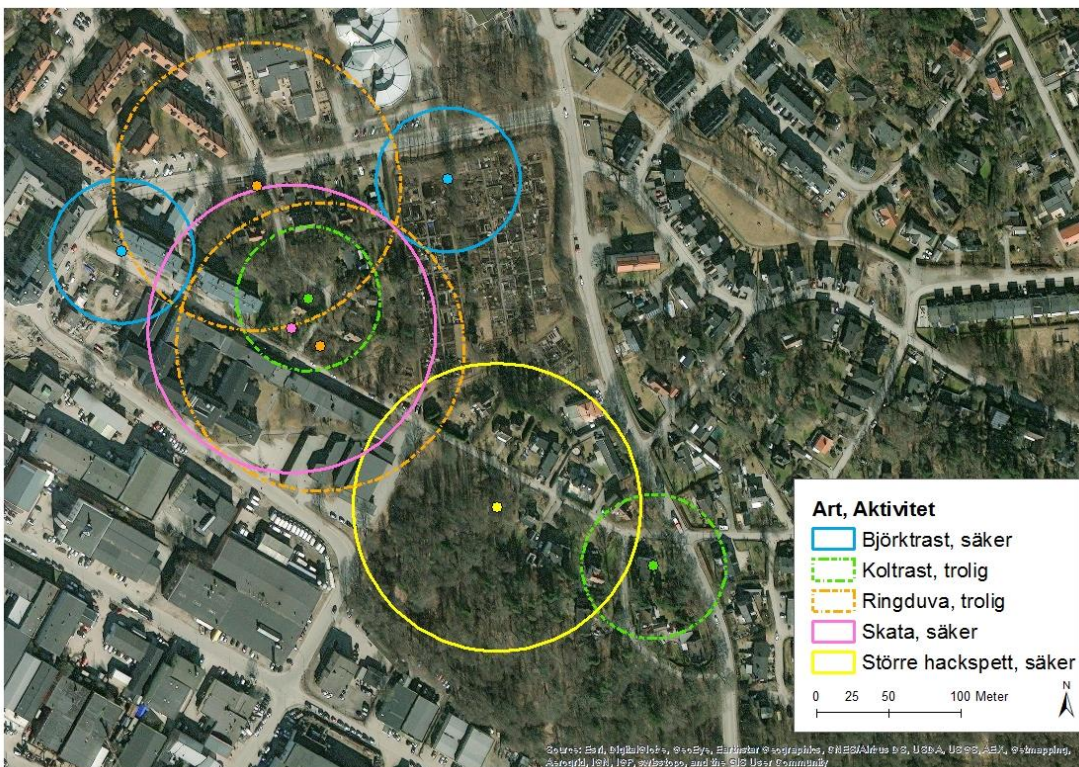 Art, Aktivitet
Björktrast, säker
Koltrast, trolig
Ringduva, trolig
Skata, säker
Större hackspett, säker
0 25 50 100 Meter
N
Source: Esri, DigitalGlobe, GeoEye, Earthstar Geographics, CNES/Airbus DS, USDA, USGS, AEX, Getmapping,
Aerogrid, IGN, IGP, swisstopo, and the GIS User Community